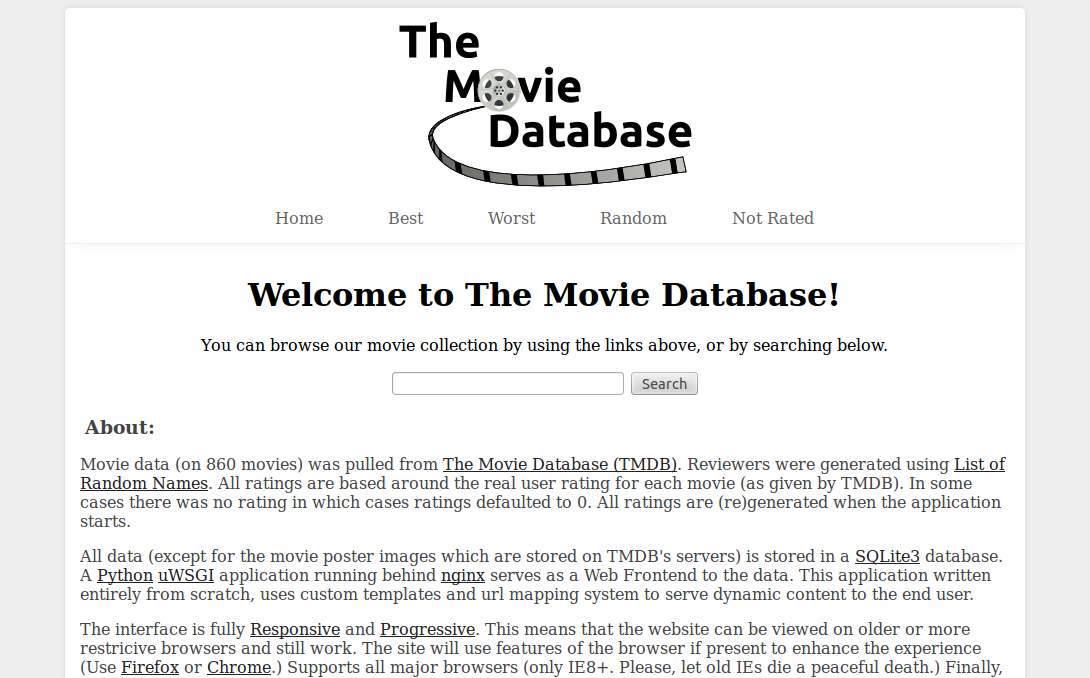 The
Movie
Database
Home Best Worst Random Not Rated
Welcome to The Movie Database!
You can browse our movie collection by using the links above, or by searching below.
Search
About:
Movie data (on 860 movies) was pulled from The Movie Database (TMDB). Reviewers were generated using List of
Random Names. All ratings are based around the real user rating for each movie (as given by TMDB). In some
cases there was no rating in which cases ratings defaulted to 0. All ratings are (re)generated when the application
starts.
All data (except for the movie poster images which are stored on TMDB's servers) is stored in a SQLite3 database.
A Python uWSGI application running behind nginx serves as a Web Frontend to the data. This application written
entirely from scratch, uses custom templates and url mapping system to serve dynamic content to the end user.
The interface is fully Responsive and Progressive. This means that the website can be viewed on older or more
restricive browsers and still work. The site will use features of the browser if present to enhance the experience
(Use Firefox or Chrome.) Supports all major browsers (only IE8+. Please, let old IEs die a peaceful death.) Finally,